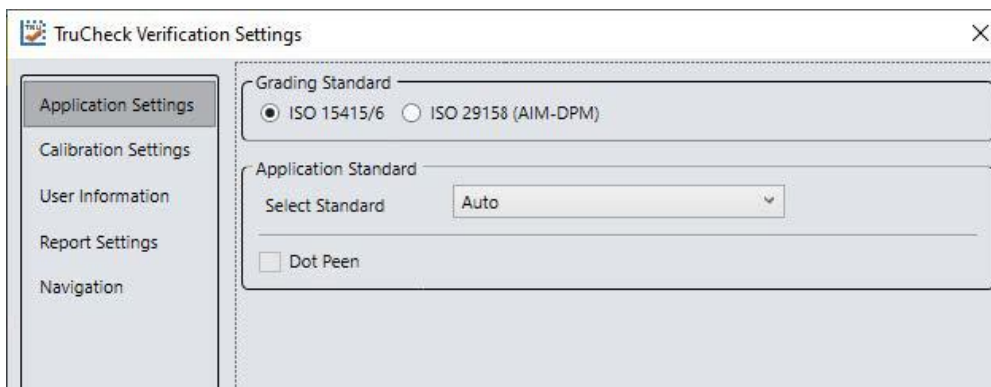 TruCheck Verification Settings
Application Settings
Calibration Settings
User Information
Report Settings
Navigation
Grading Standard
ISO 15415/6 ISO 29158 (AIM-DPM)
Application Standard
Select Standard Auto
Dot Peen